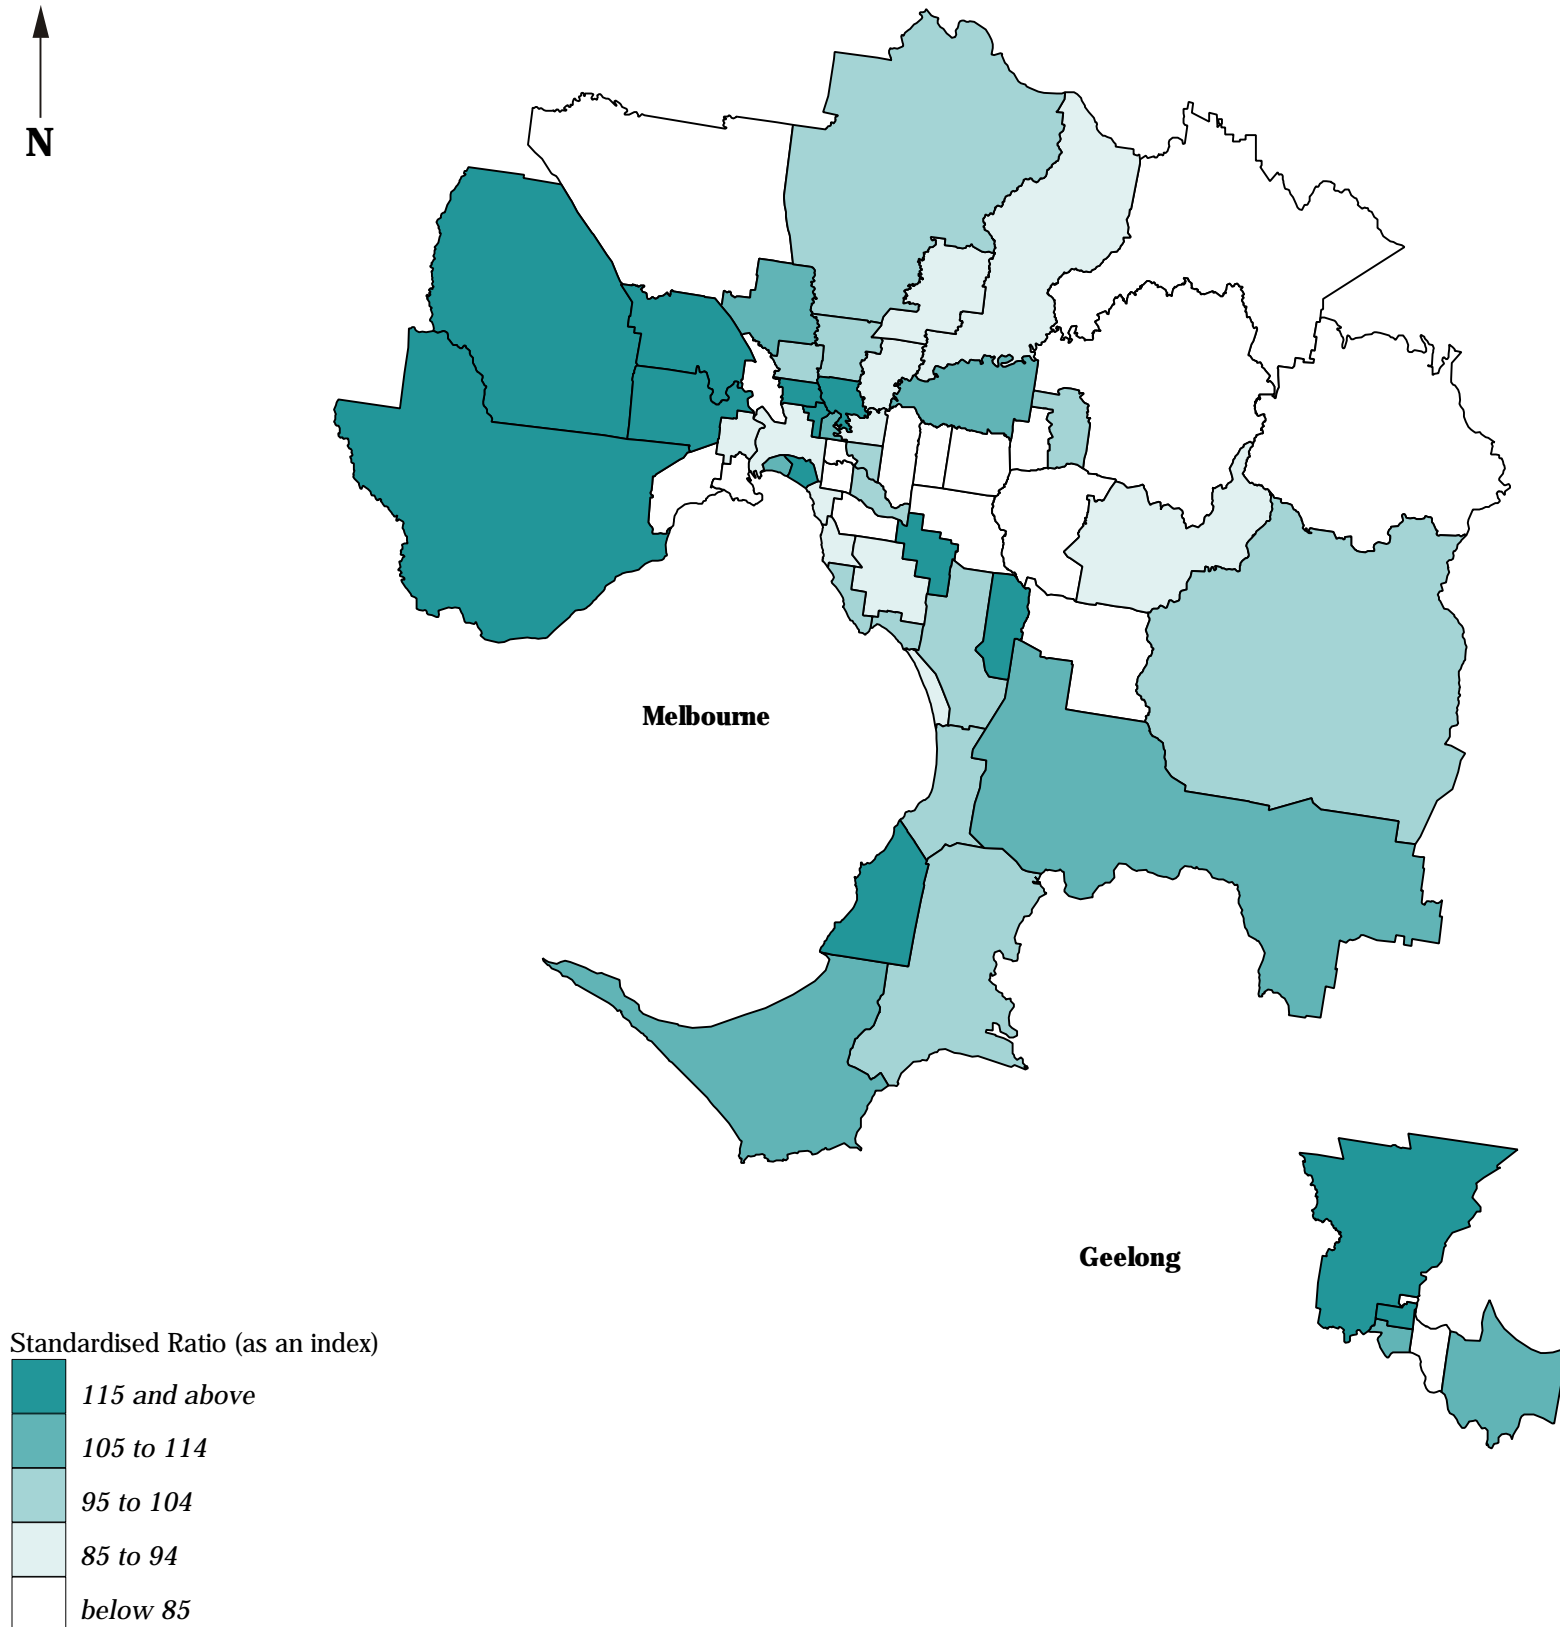 N
Melbourne
Geelong
Standardised Ratio (as an index)
115 and above
105 to 114
95 to 104
85 to 94
below 85